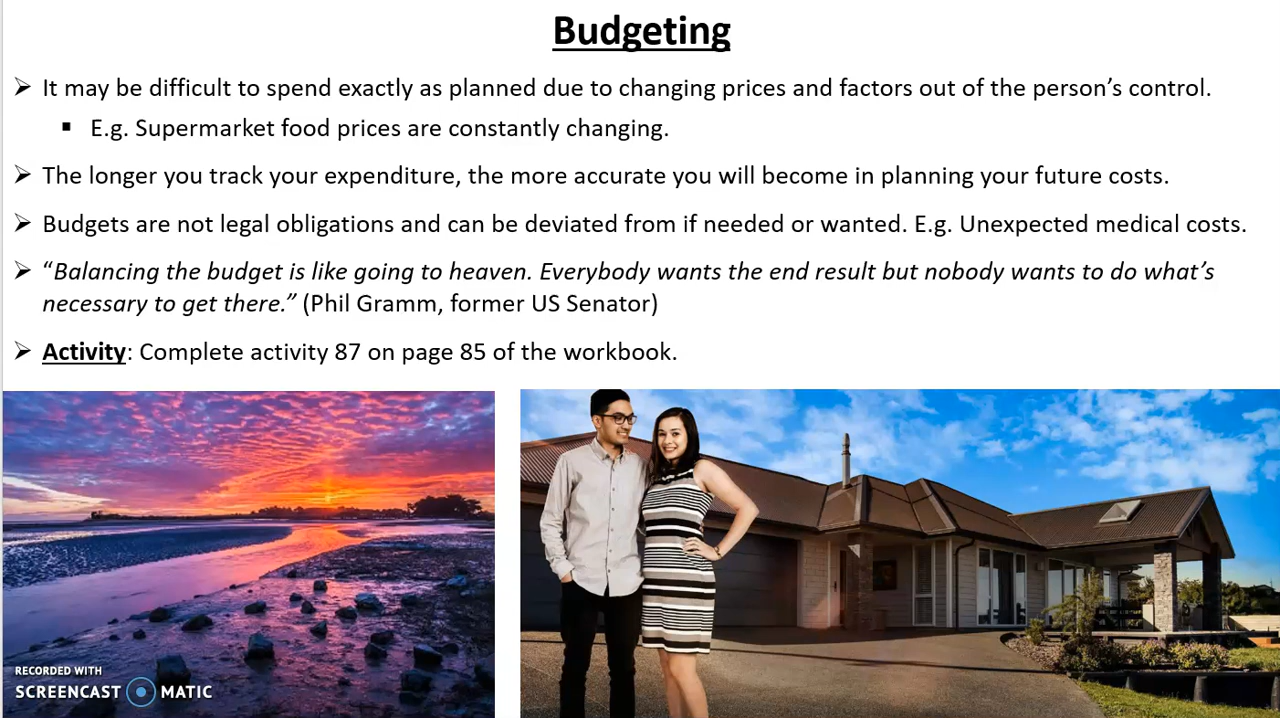 Budgeting
➢ It may be difficult to spend exactly as planned due to changing prices and factors out of the person’s control.
▪ E.g. Supermarket food prices are constantly changing.
➢ The longer you track your expenditure, the more accurate you will become in planning your future costs.
➢ Budgets are not legal obligations and can be deviated from if needed or wanted. E.g. Unexpected medical costs.
➢ “Balancing the budget is like going to heaven. Everybody wants the end result but nobody wants to do what’s
necessary to get there.” (Phil Gramm, former US Senator)
➢ Activity: Complete activity 87 on page 85 of the workbook.
RECORDED WITH
SCREENCAST MATIC